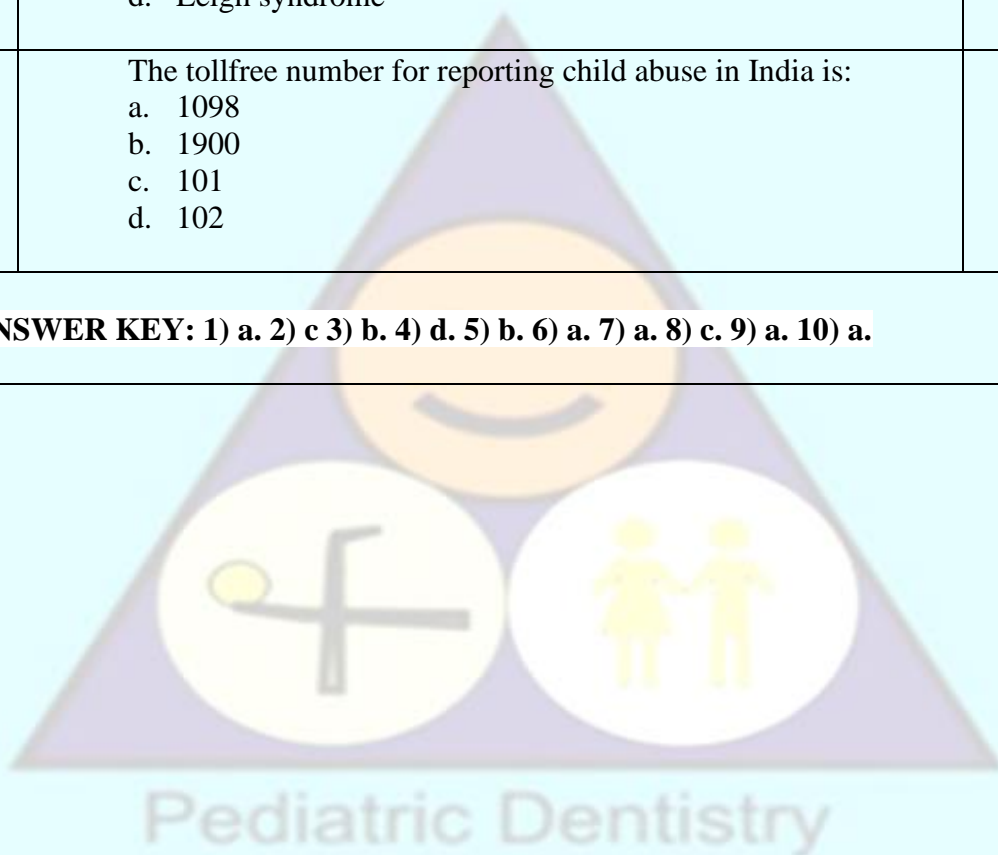 d. Leigh syndrome
The tollfree number for reporting child abuse in India is:
a. 1098
b. 1900
c. 101
d. 102
NSWER KEY: 1) a. 2) c 3) b. 4) d. 5) b. 6) a. 7) a. 8) c. 9) a. 10) a.
Pediatric Dentistry